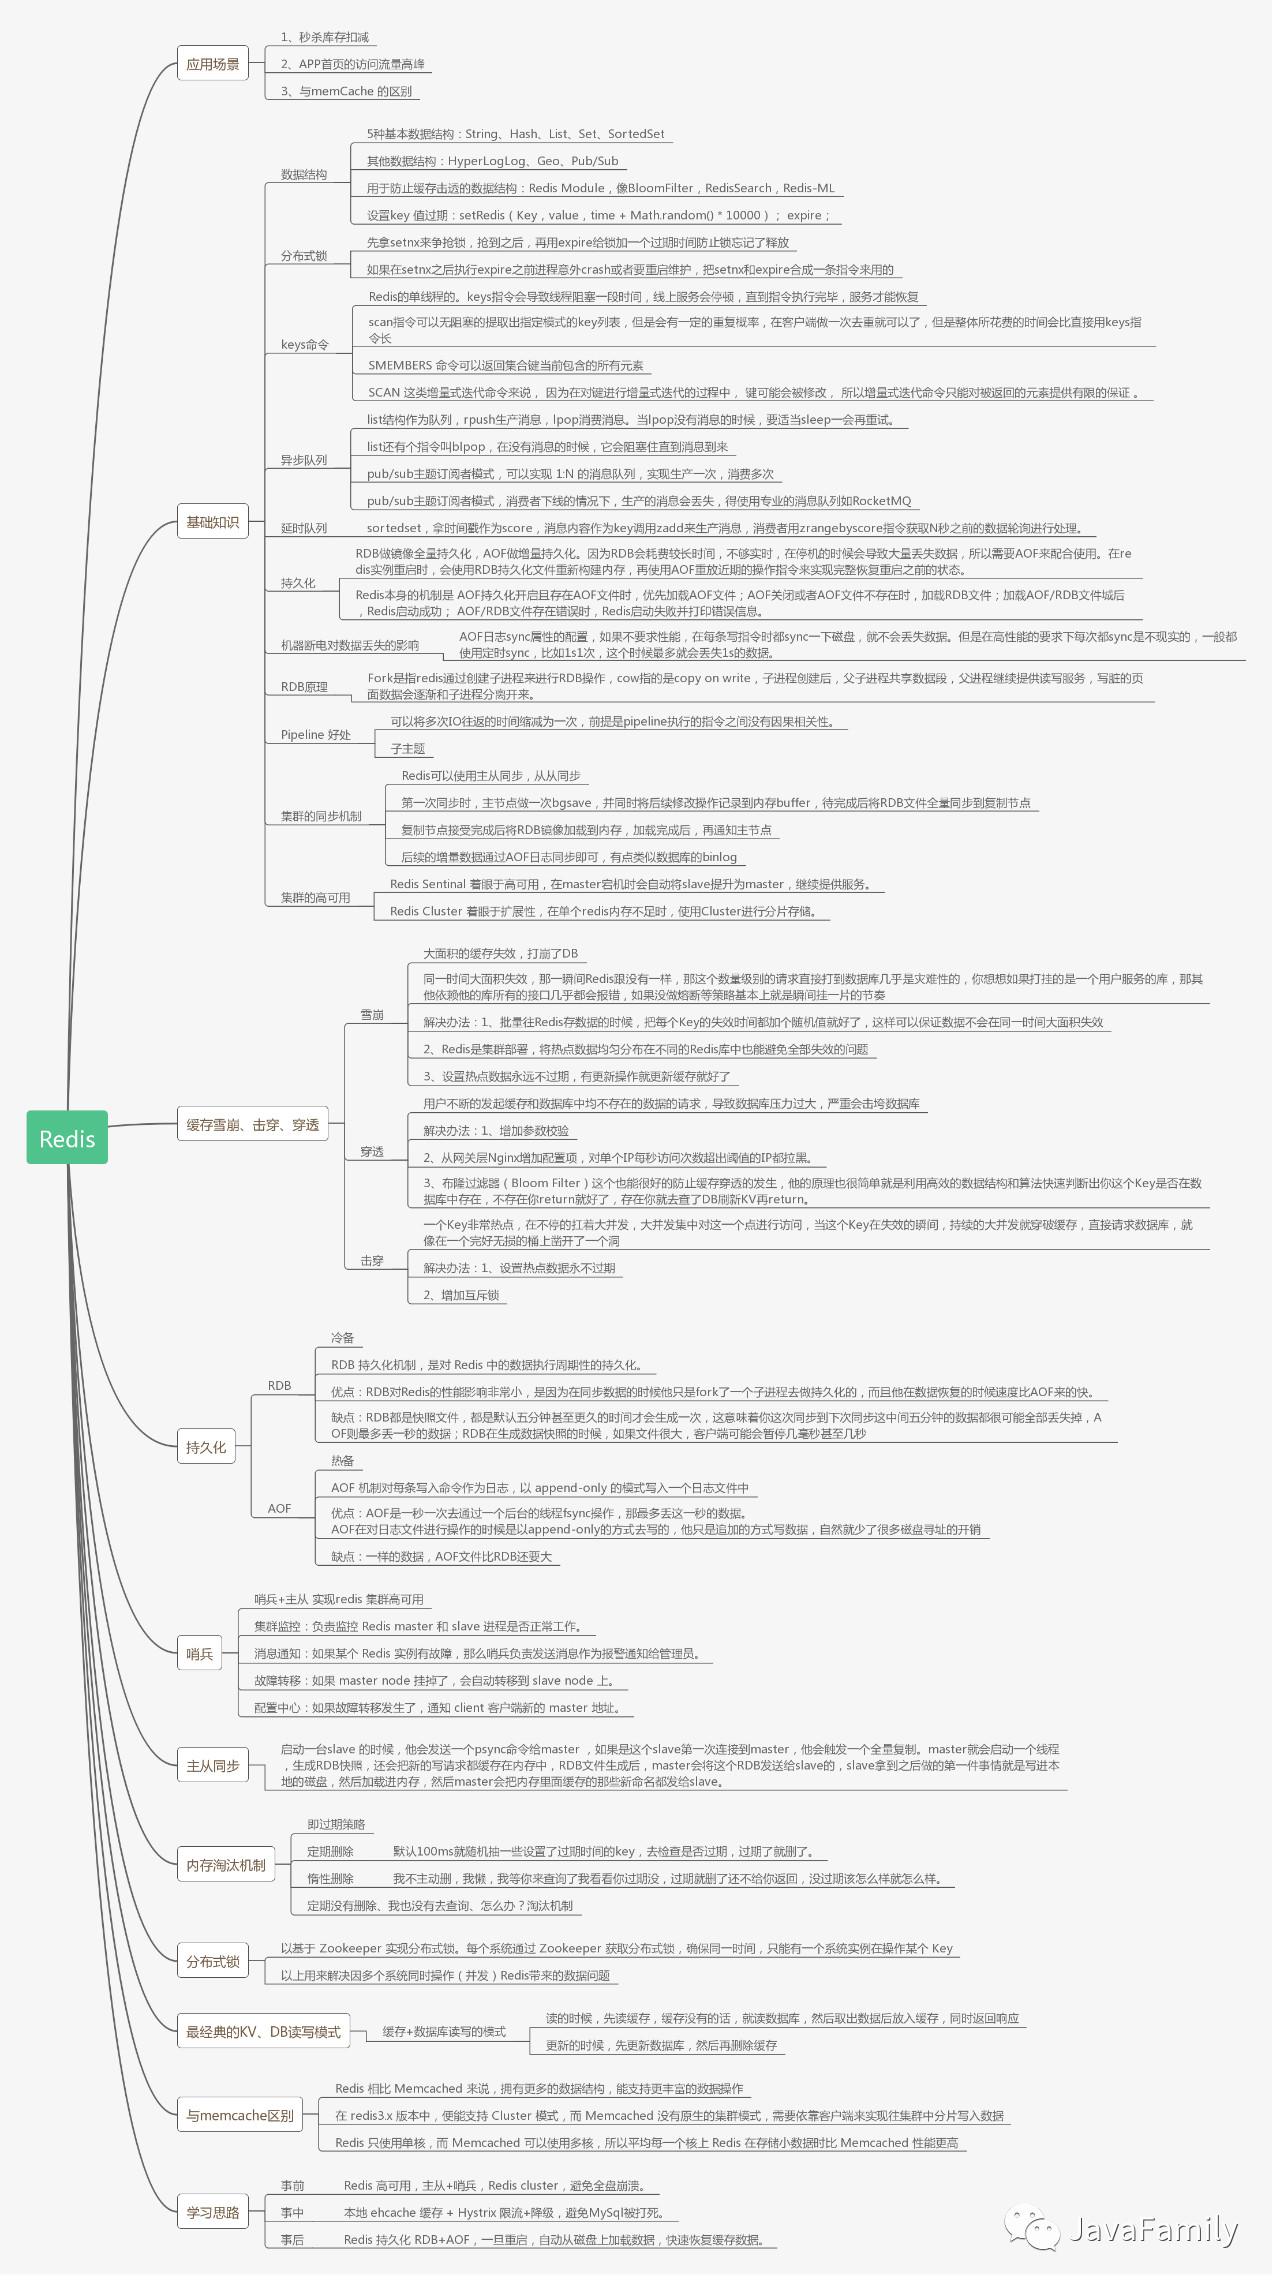 Redis
应用场景
1、秒杀库存扣减
2、APP首页的访问流量高峰
3、与memCache 的区别
基础知识
数据结构
5种基本数据结构：String、Hash、List、Set、SortedSet
其他数据结构：HyperLogLog、Geo、Pub/Sub
用于防止缓存击透的数据结构：Redis Module，像BloomFilter，RedisSearch，Redis-ML
设置key 值过期：setRedis（Key，value，time + Math.random() * 10000）； expire；
分布式锁
先拿setnx来争抢锁，抢到之后，再用expire给锁加一个过期时间防止锁忘记了释放
如果在setnx之后执行expire之前进程意外crash或者要重启维护，把setnx和expire合成一条指令来用的
keys命令
Redis的单线程的。keys指令会导致线程阻塞一段时间，线上服务会停顿，直到指令执行完毕，服务才能恢复
scan指令可以无阻塞的提取出指定模式的key列表，但是会有一定的重复概率，在客户端做一次去重就可以了，但是整体所花费的时间会比直接用keys指
令长
SMEMBERS 命令可以返回集合键当前包含的所有元素
SCAN 这类增量式迭代命令来说， 因为在对键进行增量式迭代的过程中， 键可能会被修改， 所以增量式迭代命令只能对被返回的元素提供有限的保证 。
异步队列
list结构作为队列，rpush生产消息，lpop消费消息。当lpop没有消息的时候，要适当sleep一会再重试。
list还有个指令叫blpop，在没有消息的时候，它会阻塞住直到消息到来
pub/sub主题订阅者模式，可以实现 1:N 的消息队列，实现生产一次，消费多次
pub/sub主题订阅者模式，消费者下线的情况下，生产的消息会丢失，得使用专业的消息队列如RocketMQ
延时队列
sortedset，拿时间戳作为score，消息内容作为key调用zadd来生产消息，消费者用zrangebyscore指令获取N秒之前的数据轮询进行处理。
持久化
RDB做镜像全量持久化，AOF做增量持久化。因为RDB会耗费较长时间，不够实时，在停机的时候会导致大量丢失数据，所以需要AOF来配合使用。在re
dis实例重启时，会使用RDB持久化文件重新构建内存，再使用AOF重放近期的操作指令来实现完整恢复重启之前的状态。
Redis本身的机制是 AOF持久化开启且存在AOF文件时，优先加载AOF文件；AOF关闭或者AOF文件不存在时，加载RDB文件；加载AOF/RDB文件城后
，Redis启动成功； AOF/RDB文件存在错误时，Redis启动失败并打印错误信息。
机器断电对数据丢失的影响
AOF日志sync属性的配置，如果不要求性能，在每条写指令时都sync一下磁盘，就不会丢失数据。但是在高性能的要求下每次都sync是不现实的，一般都
使用定时sync，比如1s1次，这个时候最多就会丢失1s的数据。
RDB原理
Fork是指redis通过创建子进程来进行RDB操作，cow指的是copy on write，子进程创建后，父子进程共享数据段，父进程继续提供读写服务，写脏的页
面数据会逐渐和子进程分离开来。
Pipeline 好处
可以将多次IO往返的时间缩减为一次，前提是pipeline执行的指令之间没有因果相关性。
子主题
集群的同步机制
Redis可以使用主从同步，从从同步
第一次同步时，主节点做一次bgsave，并同时将后续修改操作记录到内存buffer，待完成后将RDB文件全量同步到复制节点
复制节点接受完成后将RDB镜像加载到内存，加载完成后，再通知主节点
后续的增量数据通过AOF日志同步即可，有点类似数据库的binlog
集群的高可用
Redis Sentinal 着眼于高可用，在master宕机时会自动将slave提升为master，继续提供服务。
Redis Cluster 着眼于扩展性，在单个redis内存不足时，使用Cluster进行分片存储。
缓存雪崩、击穿、穿透
雪崩
大面积的缓存失效，打崩了DB
同一时间大面积失效，那一瞬间Redis跟没有一样，那这个数量级别的请求直接打到数据库几乎是灾难性的，你想想如果打挂的是一个用户服务的库，那其
他依赖他的库所有的接口几乎都会报错，如果没做熔断等策略基本上就是瞬间挂一片的节奏
解决办法：1、批量往Redis存数据的时候，把每个Key的失效时间都加个随机值就好了，这样可以保证数据不会在同一时间大面积失效
2、Redis是集群部署，将热点数据均匀分布在不同的Redis库中也能避免全部失效的问题
3、设置热点数据永远不过期，有更新操作就更新缓存就好了
穿透
用户不断的发起缓存和数据库中均不存在的数据的请求，导致数据库压力过大，严重会击垮数据库
解决办法：1、增加参数校验
2、从网关层Nginx增加配置项，对单个IP每秒访问次数超出阈值的IP都拉黑。
3、布隆过滤器（Bloom Filter）这个也能很好的防止缓存穿透的发生，他的原理也很简单就是利用高效的数据结构和算法快速判断出你这个Key是否在数
据库中存在，不存在你return就好了，存在你就去查了DB刷新KV再return。
击穿
一个Key非常热点，在不停的扛着大并发，大并发集中对这一个点进行访问，当这个Key在失效的瞬间，持续的大并发就穿破缓存，直接请求数据库，就
像在一个完好无损的桶上凿开了一个洞
解决办法：1、设置热点数据永不过期
2、增加互斥锁
持久化
RDB
冷备
RDB 持久化机制，是对 Redis 中的数据执行周期性的持久化。
优点：RDB对Redis的性能影响非常小，是因为在同步数据的时候他只是fork了一个子进程去做持久化的，而且他在数据恢复的时候速度比AOF来的快。
缺点：RDB都是快照文件，都是默认五分钟甚至更久的时间才会生成一次，这意味着你这次同步到下次同步这中间五分钟的数据都很可能全部丢失掉，A
OF则最多丢一秒的数据；RDB在生成数据快照的时候，如果文件很大，客户端可能会暂停几毫秒甚至几秒
AOF
热备
AOF 机制对每条写入命令作为日志，以 append-only 的模式写入一个日志文件中
优点：AOF是一秒一次去通过一个后台的线程fsync操作，那最多丢这一秒的数据。
AOF在对日志文件进行操作的时候是以append-only的方式去写的，他只是追加的方式写数据，自然就少了很多磁盘寻址的开销
缺点：一样的数据，AOF文件比RDB还要大
哨兵
哨兵+主从 实现redis 集群高可用
集群监控：负责监控 Redis master 和 slave 进程是否正常工作。
消息通知：如果某个 Redis 实例有故障，那么哨兵负责发送消息作为报警通知给管理员。
故障转移：如果 master node 挂掉了，会自动转移到 slave node 上。
配置中心：如果故障转移发生了，通知 client 客户端新的 master 地址。
主从同步
启动一台slave 的时候，他会发送一个psync命令给master ，如果是这个slave第一次连接到master，他会触发一个全量复制。master就会启动一个线程
，生成RDB快照，还会把新的写请求都缓存在内存中，RDB文件生成后，master会将这个RDB发送给slave的，slave拿到之后做的第一件事情就是写进本
地的磁盘，然后加载进内存，然后master会把内存里面缓存的那些新命名都发给slave。
内存淘汰机制
即过期策略
定期删除
默认100ms就随机抽一些设置了过期时间的key，去检查是否过期，过期了就删了。
惰性删除
我不主动删，我懒，我等你来查询了我看看你过期没，过期就删了还不给你返回，没过期该怎么样就怎么样。
定期没有删除、我也没有去查询、怎么办？淘汰机制
分布式锁
以基于 Zookeeper 实现分布式锁。每个系统通过 Zookeeper 获取分布式锁，确保同一时间，只能有一个系统实例在操作某个 Key
以上用来解决因多个系统同时操作（并发）Redis带来的数据问题
最经典的KV、DB读写模式
缓存+数据库读写的模式
读的时候，先读缓存，缓存没有的话，就读数据库，然后取出数据后放入缓存，同时返回响应
更新的时候，先更新数据库，然后再删除缓存
与memcache区别
Redis 相比 Memcached 来说，拥有更多的数据结构，能支持更丰富的数据操作
在 redis3.x 版本中，便能支持 Cluster 模式，而 Memcached 没有原生的集群模式，需要依靠客户端来实现往集群中分片写入数据
Redis 只使用单核，而 Memcached 可以使用多核，所以平均每一个核上 Redis 在存储小数据时比 Memcached 性能更高
学习思路
事前
Redis 高可用，主从+哨兵，Redis cluster，避免全盘崩溃。
事中
本地 ehcache 缓存 + Hystrix 限流+降级，避免MySql被打死。
事后
Redis 持久化 RDB+AOF，一旦重启，自动从磁盘上加载数据，快速恢复缓存数据。
JavaFamily